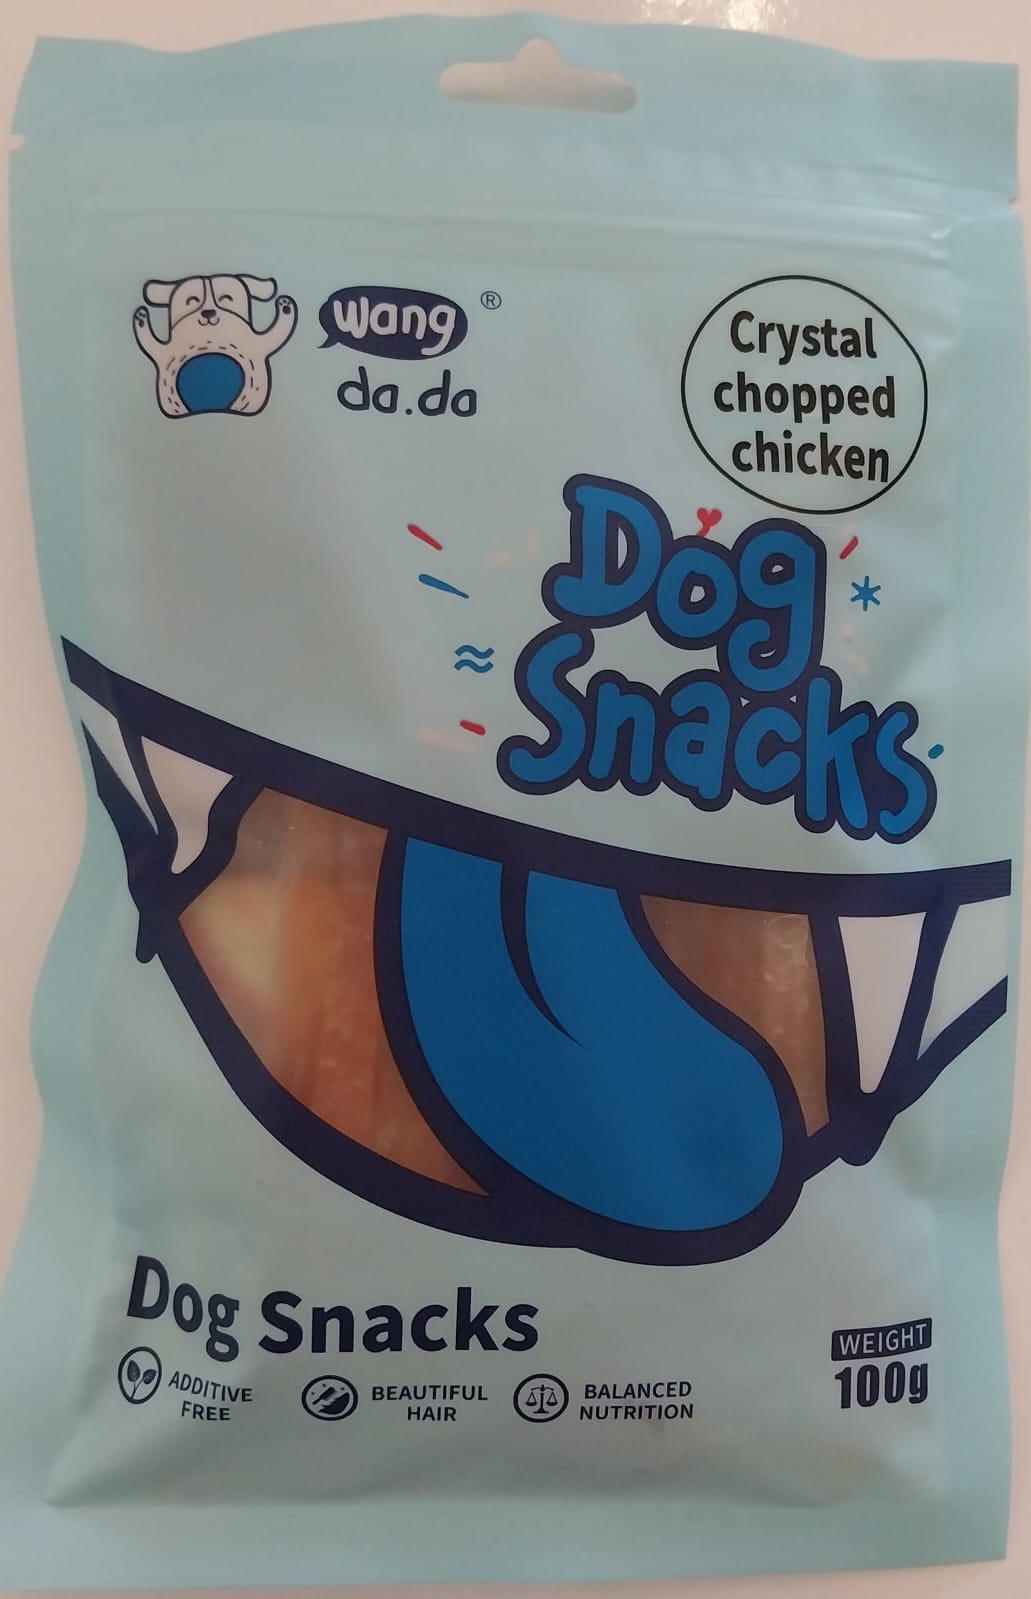 wang ®
da.da
Crystal
chopped
chicken
Dog
Snacks
Dog Snacks
ADDITIVE
FREE
BEAUTIFUL
HAIR
BALANCED
NUTRITION
WEIGHT
100g